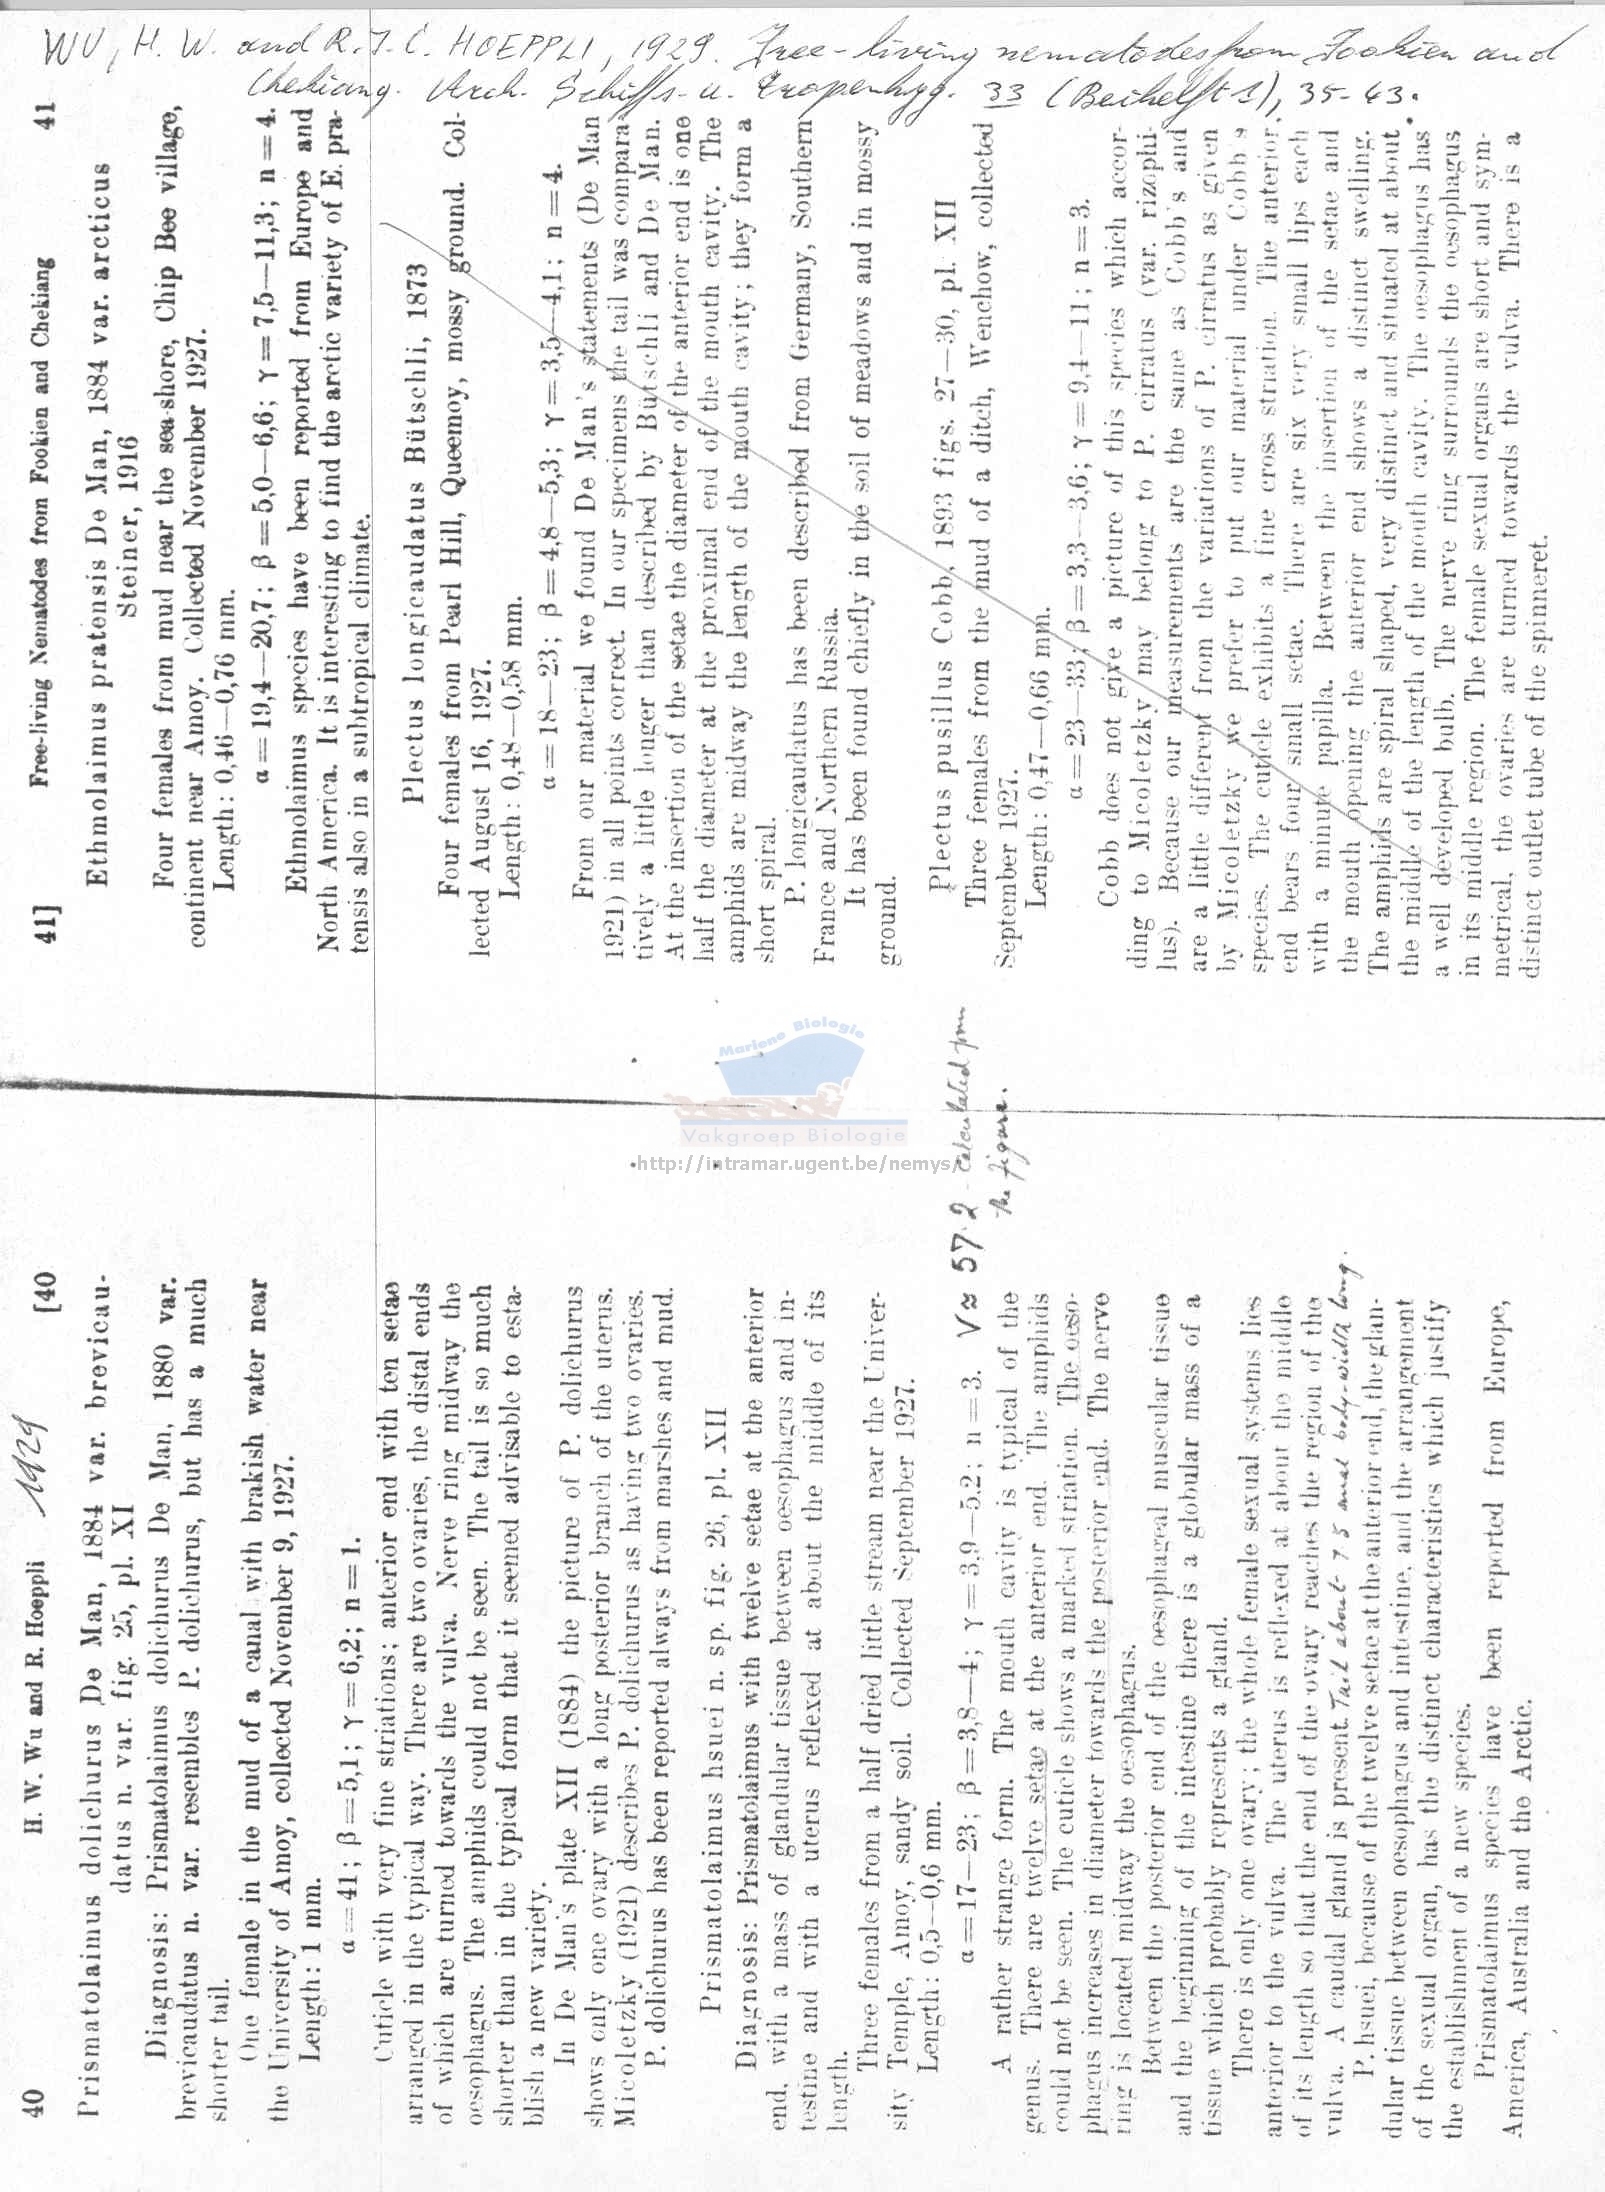 WU, H. W. and R. J. C. HOEPPLI, 1929. Free-living nematodes from Fookien and
Chekiang. Arch. Schiffs- u. Tropenhyg. 33 (Beiheft 1), 35-43.
40 H. W. Wu and R. Hoeppli 1929 [40
Prismatolaimus dolichurus De Man, 1884 var. brevicau-
datus n. var. fig. 25, pl. XI
Diagnosis: Prismatolaimus dolichurus De Man, 1880 var.
brevicaudatus n. var. resembles P. dolichurus, but has a much
shorter tail.
One female in the mud of a canal with brakish water near
the University of Amoy, collected November 9, 1927.
Length: 1 mm.
α = 41; β = 5,1; γ = 6,2; n = 1.
Cuticle with very fine striations; anterior end with ten setae
arranged in the typical way. There are two ovaries, the distal ends
of which are turned towards the vulva. Nerve ring midway the
oesophagus. The amphids could not be seen. The tail is so much
shorter than in the typical form that it seemed advisable to esta-
blish a new variety.
In De Man's plate XII (1884) the picture of P. dolichurus
shows only one ovary with a long posterior branch of the uterus.
Micoletzky (1921) describes P. dolichurus as having two ovaries.
P. dolichurus has been reported always from marshes and mud.
Prismatolaimus hsuei n. sp. fig. 26, pl. XII
Diagnosis: Prismatolaimus with twelve setae at the anterior
end, with a mass of glandular tissue between oesophagus and in-
testine and with a uterus reflexed at about the middle of its
length.
Three females from a half dried little stream near the Univer-
sity Temple, Amoy, sandy soil. Collected September 1927.
Length: 0,5—0,6 mm.
α = 17—23; β = 3,8—4; γ = 3,9—5.2; n = 3. V ≈ 57.2 - calculated from
the figure.
A rather strange form. The mouth cavity is typical of the
genus. There are twelve setae at the anterior end. The amphids
could not be seen. The cuticle shows a marked striation. The oeso-
phagus increases in diameter towards the posterior end. The nerve
ring is located midway the oesophagus.
Between the posterior end of the oesophageal muscular tissue
and the beginning of the intestine there is a globular mass of a
tissue which probably represents a gland.
There is only one ovary; the whole female sexual systems lies
anterior to the vulva. The uterus is reflexed at about the middle
of its length so that the end of the ovary reaches the region of the
vulva. A caudal gland is present. Tail about 7.5 anal body-width long.
P. hsuei, because of the twelve setae at the anterior end, the glan-
dular tissue between oesophagus and intestine, and the arrangement
of the sexual organ, has the distinct characteristics which justify
the establishment of a new species.
Prismatolaimus species have been reported from Europe,
America, Australia and the Arctic.
41] Free-living Nematodes from Fookien and Chekiang 41
Ethmolaimus pratensis De Man, 1884 var. arcticus
Steiner, 1916
Four females from mud near the sea-shore, Chip Bee village,
continent near Amoy. Collected November 1927.
Length: 0,46—0,76 mm.
α = 19,4—20,7; β = 5,0—6,6; γ = 7,5—11,3; n = 4.
Ethmolaimus species have been reported from Europe and
North America. It is interesting to find the arctic variety of E. pra-
tensis also in a subtropical climate.
Plectus longicaudatus Bütschli, 1873
Four females from Pearl Hill, Queemoy, mossy ground. Col-
lected August 16, 1927.
Length: 0,48—0,58 mm.
α = 18—23; β = 4,8—5,3; γ = 3,5—4,1; n = 4.
From our material we found De Man's statements (De Man
1921) in all points correct. In our specimens the tail was compara-
tively a little longer than described by Bütschli and De Man.
At the insertion of the setae the diameter of the anterior end is one
half the diameter at the proximal end of the mouth cavity. The
amphids are midway the length of the mouth cavity; they form a
short spiral.
P. longicaudatus has been described from Germany, Southern
France and Northern Russia.
It has been found chiefly in the soil of meadows and in mossy
ground.
Plectus pusillus Cobb, 1893 figs. 27—30, pl. XII
Three females from the mud of a ditch, Wenchow, collected
September 1927.
Length: 0,47—0,66 mm.
α = 23—33; β = 3,3—3,6; γ = 9,4—11; n = 3.
Cobb does not give a picture of this species which accor-
ding to Micoletzky may belong to P. cirratus (var. rizophi-
lus). Because our measurements are the same as Cobb's and
are a little different from the variations of P. cirratus as given
by Micoletzky we prefer to put our material under Cobb's
species. The cuticle exhibits a fine cross striation. The anterior
end bears four small setae. There are six very small lips each
with a minute papilla. Between the insertion of the setae and
the mouth opening the anterior end shows a distinct swelling.
The amphids are spiral shaped, very distinct and situated at about
the middle of the length of the mouth cavity. The oesophagus has
a well developed bulb. The nerve ring surrounds the oesophagus
in its middle region. The female sexual organs are short and sym-
metrical, the ovaries are turned towards the vulva. There is a
distinct outlet tube of the spinneret.
Mariene Biologie
Vakgroep Biologie
http://intramar.ugent.be/nemys/